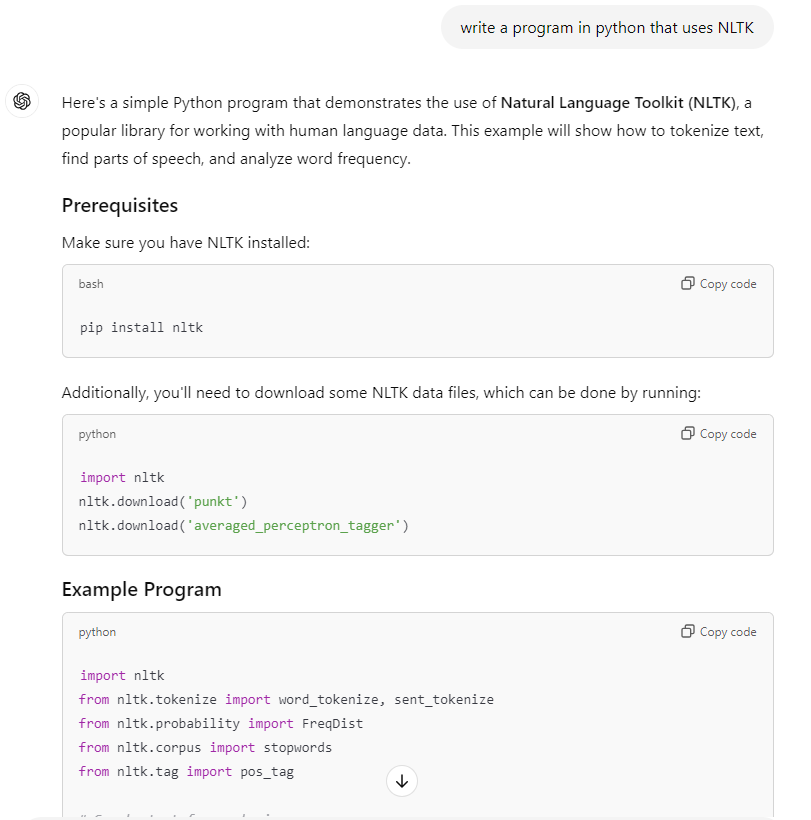 write a program in python that uses NLTK
Here's a simple Python program that demonstrates the use of Natural Language Toolkit (NLTK), a
popular library for working with human language data. This example will show how to tokenize text,
find parts of speech, and analyze word frequency.
Prerequisites
Make sure you have NLTK installed:
bash
Copy code
pip install nltk
Additionally, you'll need to download some NLTK data files, which can be done by running:
python
Copy code
import nltk
nltk.download('punkt')
nltk.download('averaged_perceptron_tagger')
Example Program
python
Copy code
import nltk
from nltk.tokenize import word_tokenize, sent_tokenize
from nltk.probability import FreqDist
from nltk.corpus import stopwords
from nltk.tag import pos_tag